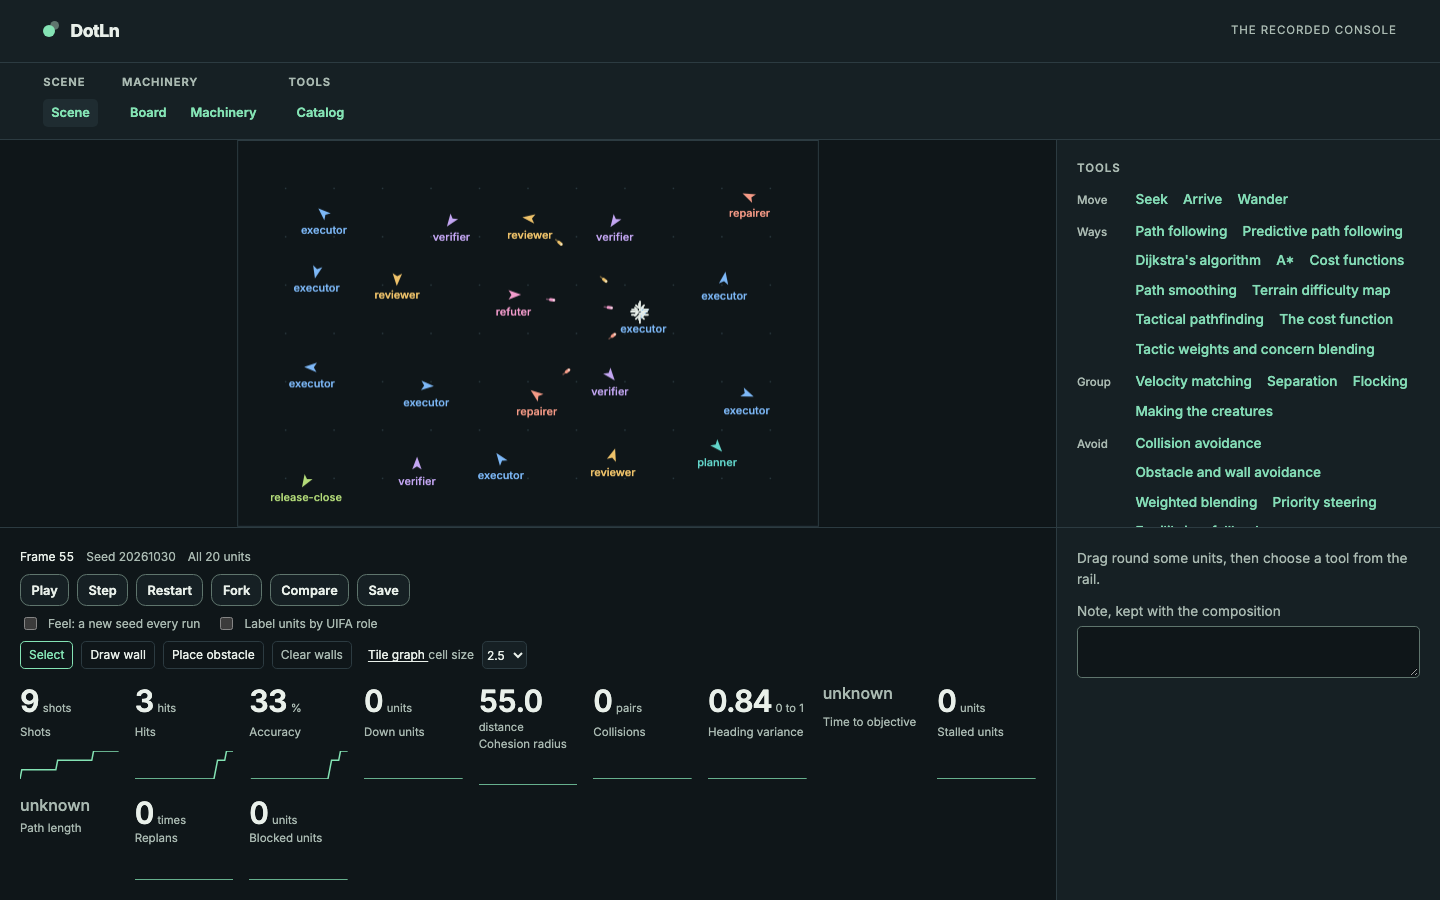 DotLn
THE RECORDED CONSOLE
SCENE MACHINERY TOOLS
Scene Board Machinery Catalog
repairer
executor verifier reviewer verifier
executor reviewer executor
refuter
executor
executor executor verifier
repairer executor
planner
verifier executor reviewer
release-close
TOOLS
Move Seek Arrive Wander
Ways Path following Predictive path following
Dijkstra's algorithm A* Cost functions
Path smoothing Terrain difficulty map
Tactical pathfinding The cost function
Tactic weights and concern blending
Group Velocity matching Separation Flocking
Making the creatures
Avoid Collision avoidance
Obstacle and wall avoidance
Weighted blending Priority steering
Frame 55 Seed 20261030 All 20 units
Play Step Restart Fork Compare Save
Feel: a new seed every run Label units by UIFA role
Select Draw wall Place obstacle Clear walls Tile graph cell size 2.5
9 shots 3 hits 33 % 0 units 55.0 distance 0 pairs 0.84 0 to 1 unknown 0 units
Shots Hits Accuracy Down units Cohesion radius Collisions Heading variance Time to objective Stalled units
unknown 0 times 0 units
Path length Replans Blocked units
Drag round some units, then choose a tool from the
rail.
Note, kept with the composition